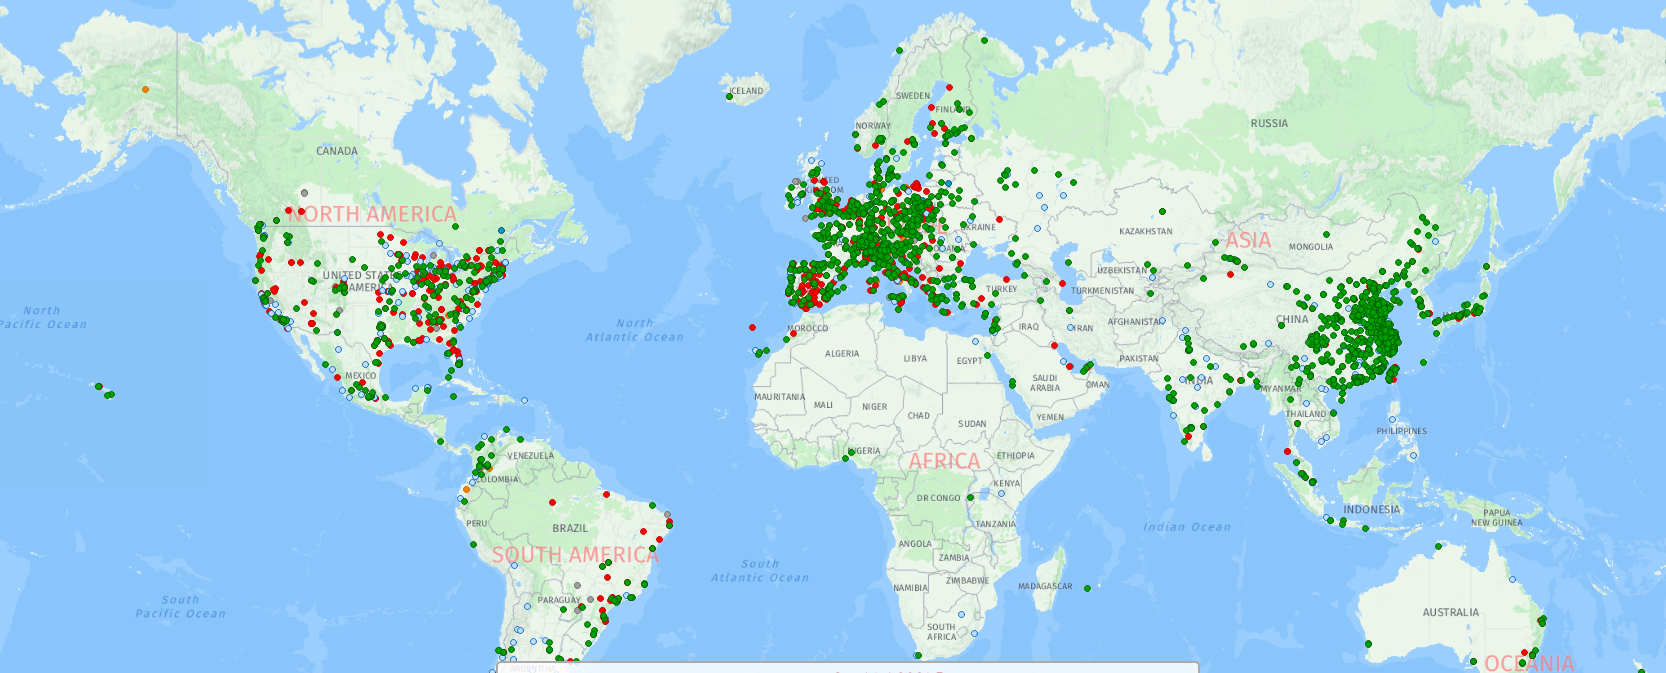 ICELAND
SWEDEN
FINLAND
NORWAY
RUSSIA
CANADA
UNITED
KINGDOM
NORTH AMERICA
UKRAINE
KAZAKHSTAN
ASIA
MONGOLIA
UNITED STATES
OF AMERICA
UZBEKISTAN
TURKEY
TURKMENISTAN
North
Pacific Ocean
North
Atlantic Ocean
MOROCCO
IRAQ
IRAN
AFGHANISTAN
CHINA
ALGERIA
LIBYA
EGYPT
PAKISTAN
MEXICO
SAUDI
ARABIA
OMAN
INDIA
MYANMAR
MAURITANIA
MALI
NIGER
CHAD
SUDAN
YEMEN
THAILAND
PHILIPPINES
VENEZUELA
NIGERIA
AFRICA
ETHIOPIA
COLOMBIA
KENYA
DR CONGO
INDONESIA
PAPUA
NEW GUINEA
PERU
BRAZIL
TANZANIA
Indian Ocean
SOUTH AMERICA
ANGOLA
ZAMBIA
South
Atlantic Ocean
NAMIBIA
ZIMBABWE
MADAGASCAR
South
Pacific Ocean
PARAGUAY
AUSTRALIA
SOUTH
AFRICA
OCEANIA
ARGENTINA